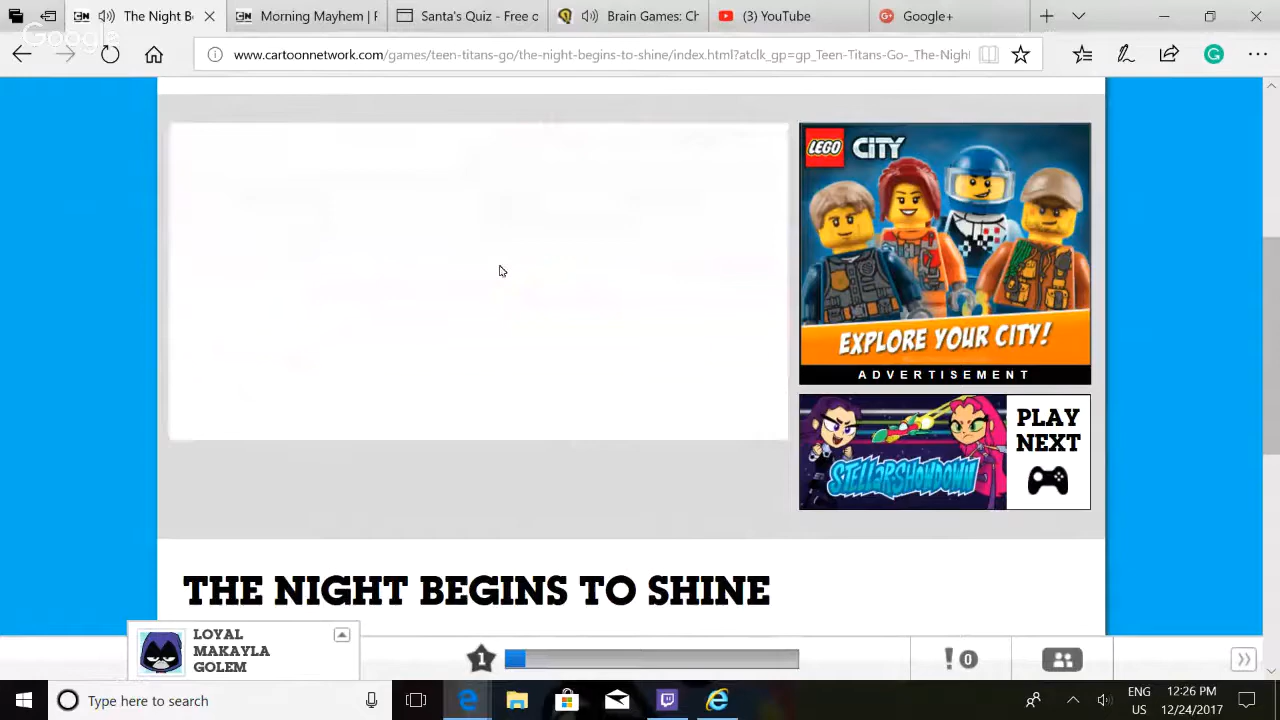 The Night B
Morning Mayhem | F
Santa's Quiz - Free o
Brain Games: Ch
(3) YouTube
Google+
Google
www.cartoonnetwork.com/games/teen-titans-go/the-night-begins-to-shine/index.html?atclk_gp=gp_Teen-Titans-Go-_The-Night
LEGO CITY
EXPLORE YOUR CITY!
ADVERTISEMENT
STELLAR SHOWDOWN
PLAY
NEXT
THE NIGHT BEGINS TO SHINE
LOYAL
MAKAYLA
GOLEM
1
! 0
Type here to search
ENG
US
12:26 PM
12/24/2017